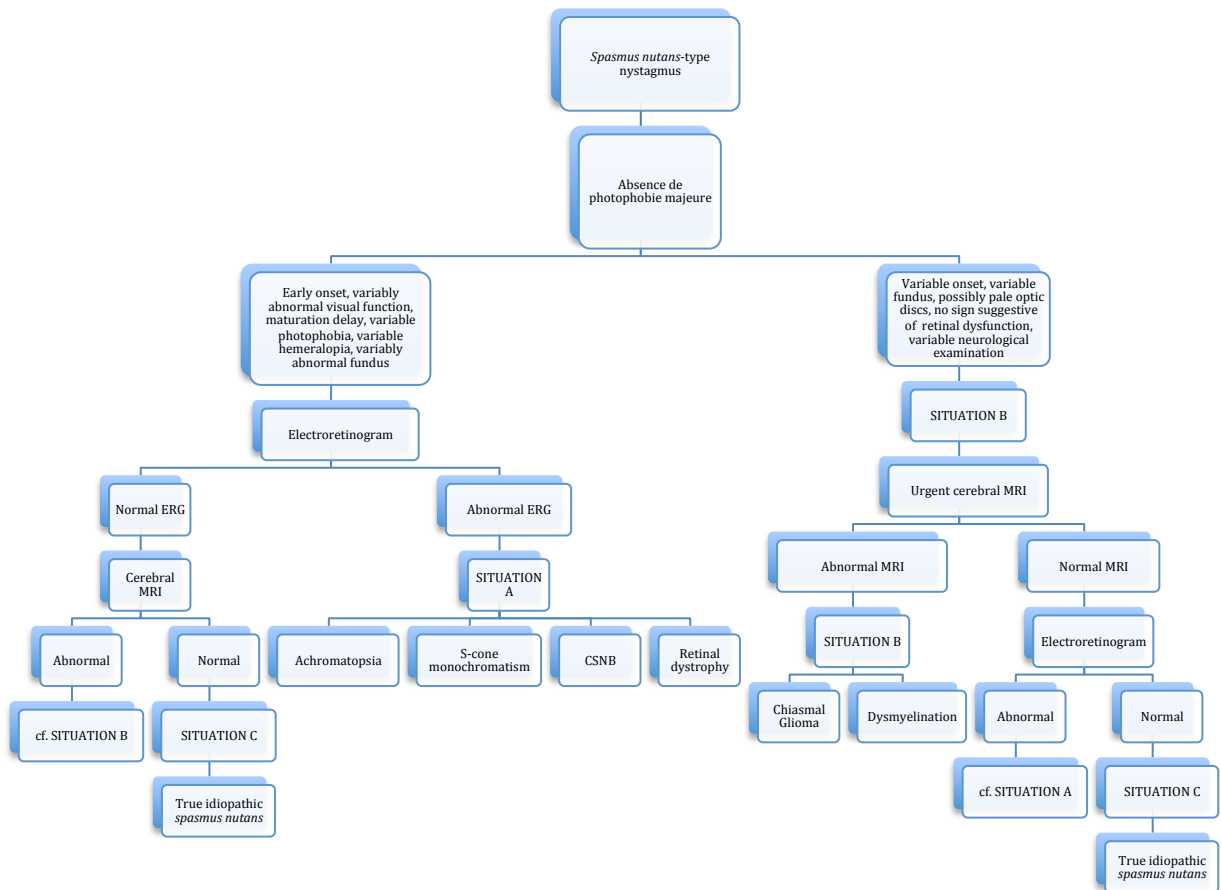 Spasmus nutans-type
nystagmus
Absence de
photophobie majeure
Early onset, variably
abnormal visual function,
maturation delay, variable
photophobia, variable
hemeralopia, variably
abnormal fundus
Variable onset, variable
fundus, possibly pale optic
discs, no sign suggestive
of retinal dysfunction,
variable neurological
examination
SITUATION B
Electroretinogram
Urgent cerebral MRI
Normal ERG
Abnormal ERG
Abnormal MRI
Normal MRI
Cerebral
MRI
SITUATION
A
SITUATION B
Electroretinogram
Abnormal
Normal
Achromatopsia
S-cone
monochromatism
CSNB
Retinal
dystrophy
Chiasmal
Glioma
Dysmyelination
Abnormal
Normal
cf. SITUATION B
SITUATION C
cf. SITUATION A
SITUATION C
True idiopathic
spasmus nutans
True idiopathic
spasmus nutans